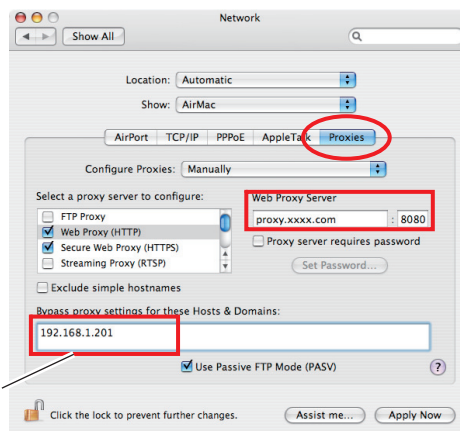 Network
Show All
Location: Automatic
Show: AirMac
AirPort TCP/IP PPPoE AppleTalk Proxies
Configure Proxies: Manually
Select a proxy server to configure:
FTP Proxy
Web Proxy (HTTP)
Secure Web Proxy (HTTPS)
Streaming Proxy (RTSP)
Web Proxy Server
proxy.xxxx.com : 8080
Proxy server requires password
Set Password...
Exclude simple hostnames
Bypass proxy settings for these Hosts & Domains:
192.168.1.201
Use Passive FTP Mode (PASV)
?
Click the lock to prevent further changes.
Assist me...
Apply Now